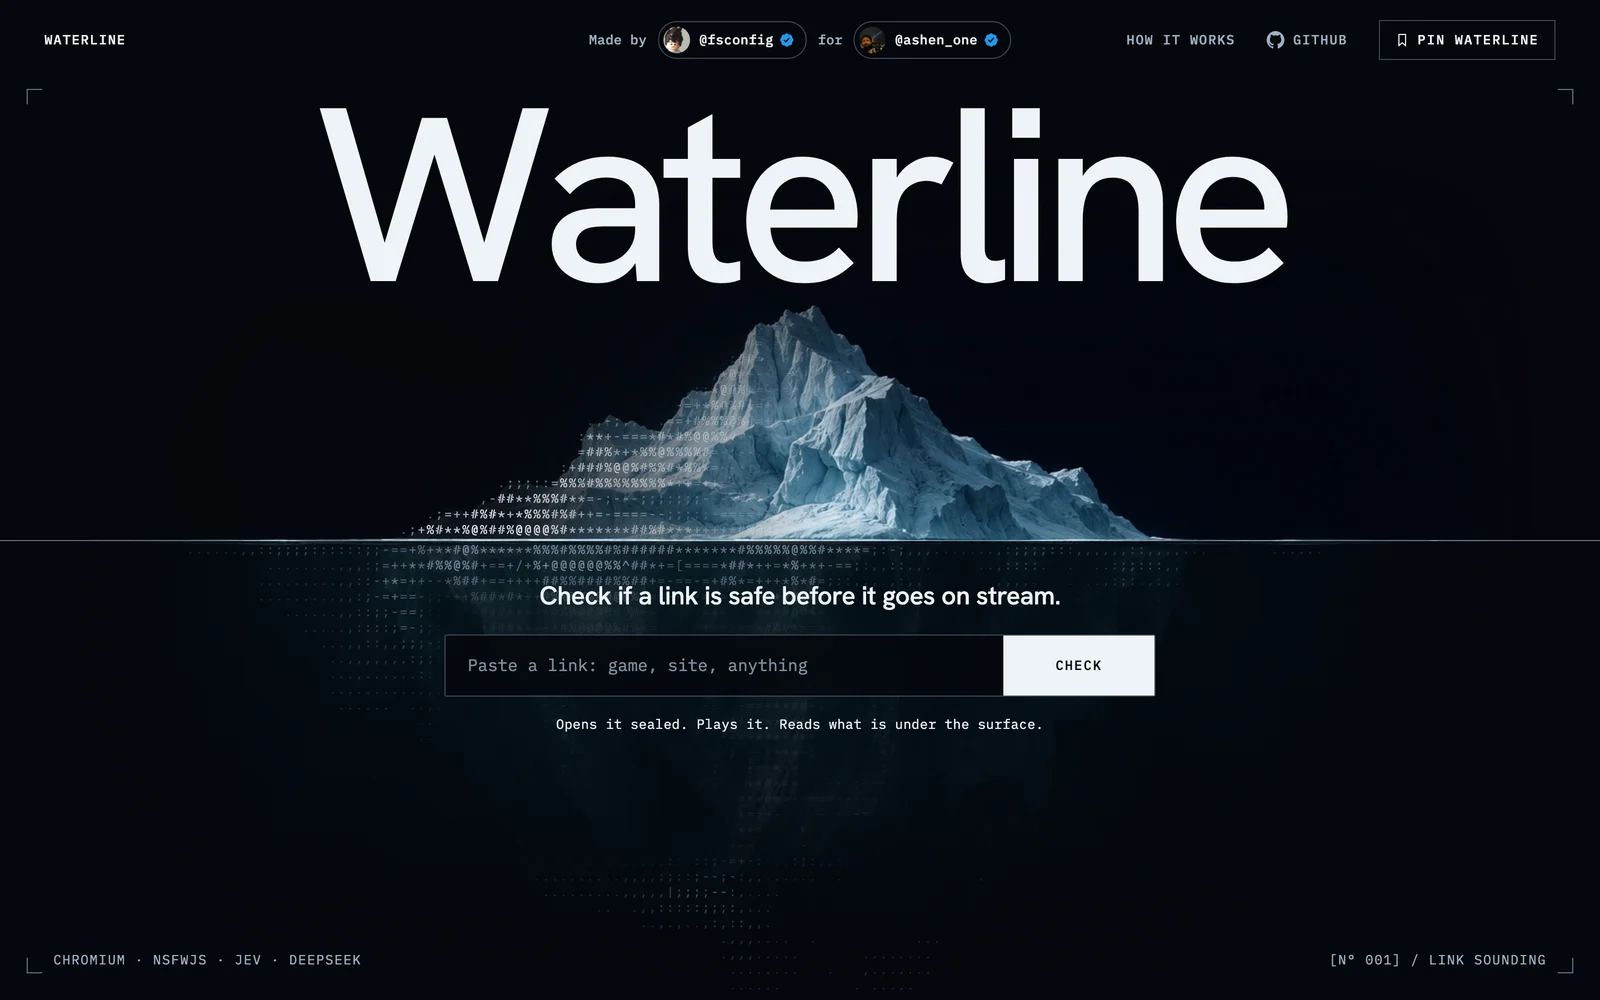 WATERLINE
Made by @fsconfig for @ashen_one
HOW IT WORKS
GITHUB
PIN WATERLINE
Waterline
Check if a link is safe before it goes on stream.
Paste a link: game, site, anything
CHECK
Opens it sealed. Plays it. Reads what is under the surface.
CHROMIUM · NSFWJS · JEV · DEEPSEEK
[N° 001] / LINK SOUNDING